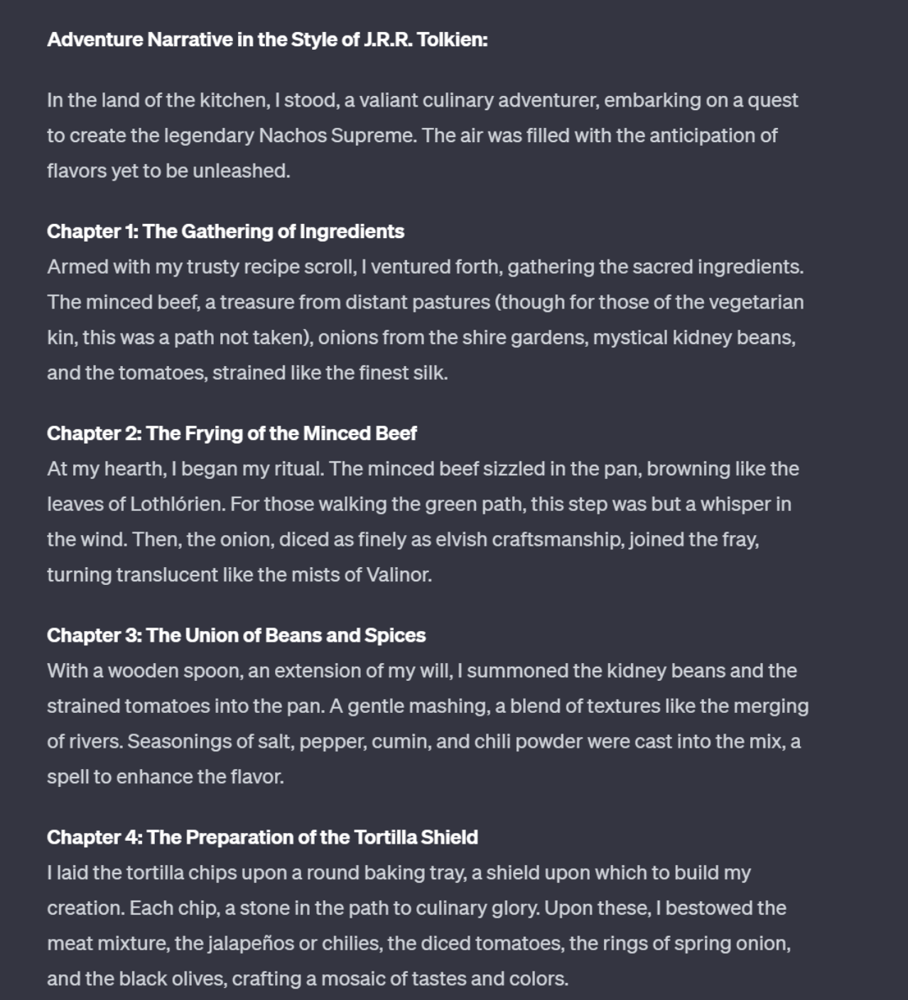 Adventure Narrative in the Style of J.R.R. Tolkien:
In the land of the kitchen, I stood, a valiant culinary adventurer, embarking on a quest
to create the legendary Nachos Supreme. The air was filled with the anticipation of
flavors yet to be unleashed.
Chapter 1: The Gathering of Ingredients
Armed with my trusty recipe scroll, I ventured forth, gathering the sacred ingredients.
The minced beef, a treasure from distant pastures (though for those of the vegetarian
kin, this was a path not taken), onions from the shire gardens, mystical kidney beans,
and the tomatoes, strained like the finest silk.
Chapter 2: The Frying of the Minced Beef
At my hearth, I began my ritual. The minced beef sizzled in the pan, browning like the
leaves of Lothlórien. For those walking the green path, this step was but a whisper in
the wind. Then, the onion, diced as finely as elvish craftsmanship, joined the fray,
turning translucent like the mists of Valinor.
Chapter 3: The Union of Beans and Spices
With a wooden spoon, an extension of my will, I summoned the kidney beans and the
strained tomatoes into the pan. A gentle mashing, a blend of textures like the merging
of rivers. Seasonings of salt, pepper, cumin, and chili powder were cast into the mix, a
spell to enhance the flavor.
Chapter 4: The Preparation of the Tortilla Shield
I laid the tortilla chips upon a round baking tray, a shield upon which to build my
creation. Each chip, a stone in the path to culinary glory. Upon these, I bestowed the
meat mixture, the jalapeños or chilies, the diced tomatoes, the rings of spring onion,
and the black olives, crafting a mosaic of tastes and colors.